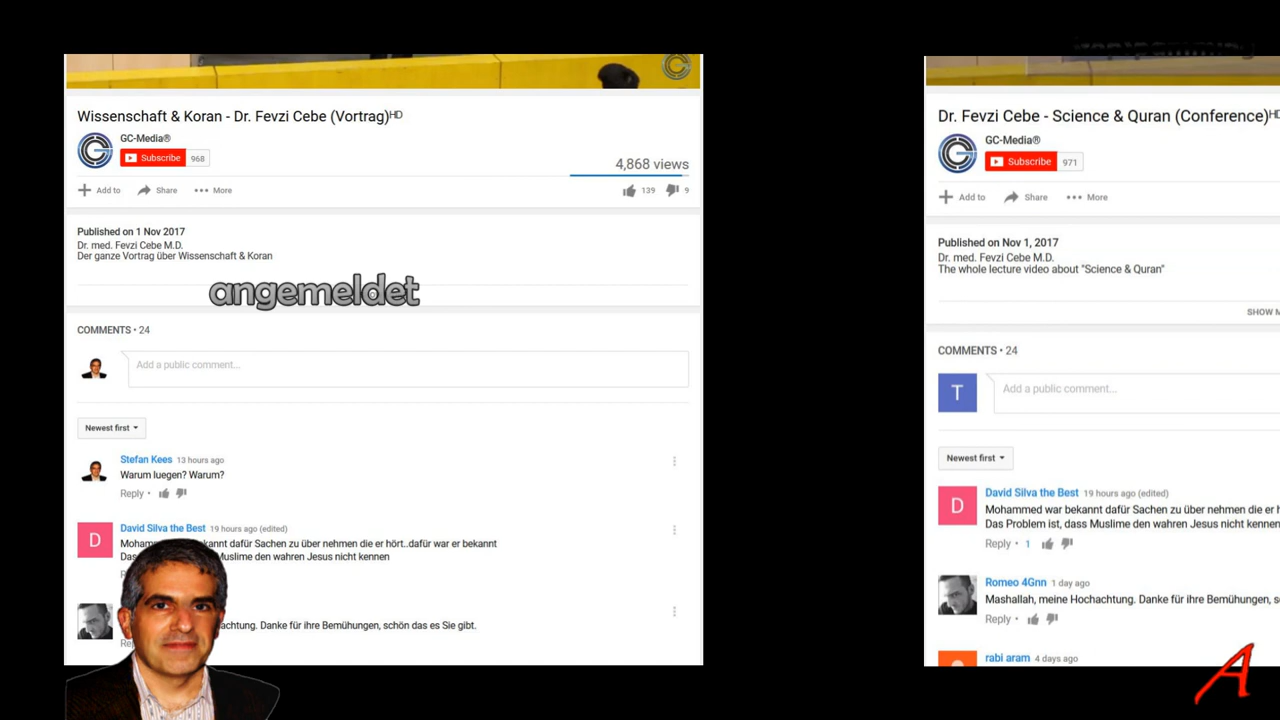 Wissenschaft & Koran - Dr. Fevzi Cebe (Vortrag)HD
GC-Media®
Subscribe 968
4,868 views
Add to Share More
139 9
Published on 1 Nov 2017
Dr. med. Fevzi Cebe M.D.
Der ganze Vortrag über Wissenschaft & Koran
angemeldet
COMMENTS • 24
Add a public comment...
Newest first
Stefan Kees 13 hours ago
Warum luegen? Warum?
Reply •
D
David Silva the Best 19 hours ago (edited)
kannt dafür Sachen zu über nehmen die er hört..dafür war er bekannt
Muslime den wahren Jesus nicht kennen
Danke für ihre Bemühungen, schön das es Sie gibt.
Dr. Fevzi Cebe - Science & Quran (Conference)HD
GC-Media®
Subscribe 971
Add to Share More
Published on Nov 1, 2017
Dr. med. Fevzi Cebe M.D.
The whole lecture video about "Science & Quran"
SHOW
COMMENTS • 24
T
Add a public comment...
Newest first
D
David Silva the Best 19 hours ago (edited)
Mohammed war bekannt dafür Sachen zu über nehmen die er
Das Problem ist, dass Muslime den wahren Jesus nicht kennen
Reply • 1
Romeo 4Gnn 1 day ago
Mashallah, meine Hochachtung. Danke für ihre Bemühungen,
Reply •
rabi aram 4 days ago
A